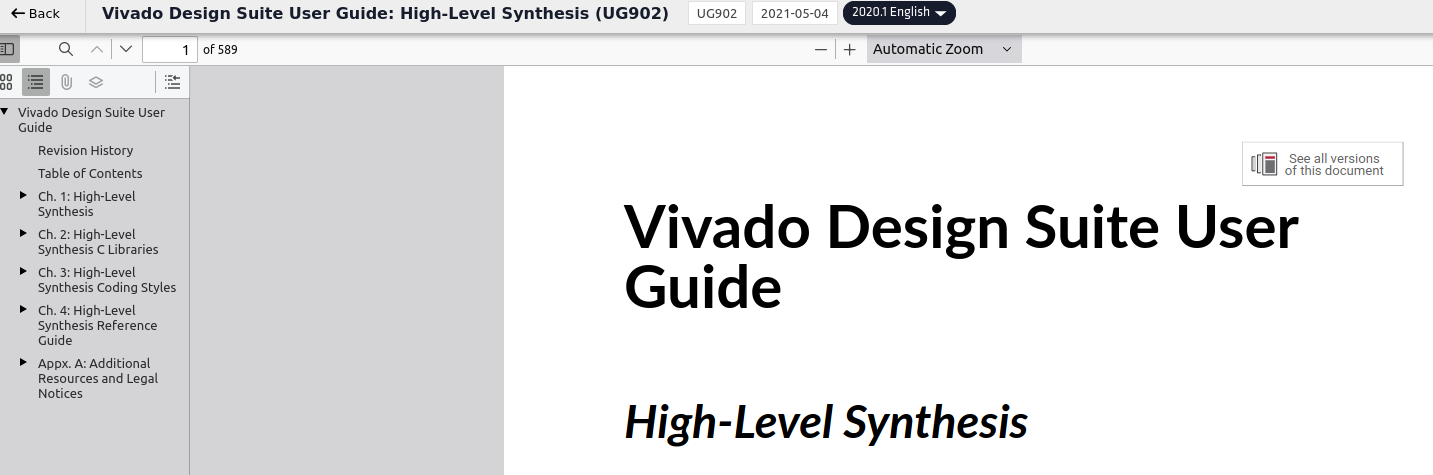 Back
Vivado Design Suite User Guide: High-Level Synthesis (UG902)
UG902
2021-05-04
2020.1 English
1 of 589
Automatic Zoom
Vivado Design Suite User
Guide
Revision History
Table of Contents
Ch. 1: High-Level
Synthesis
Ch. 2: High-Level
Synthesis C Libraries
Ch. 3: High-Level
Synthesis Coding Styles
Ch. 4: High-Level
Synthesis Reference
Guide
Appx. A: Additional
Resources and Legal
Notices
See all versions
of this document
Vivado Design Suite User
Guide
High-Level Synthesis